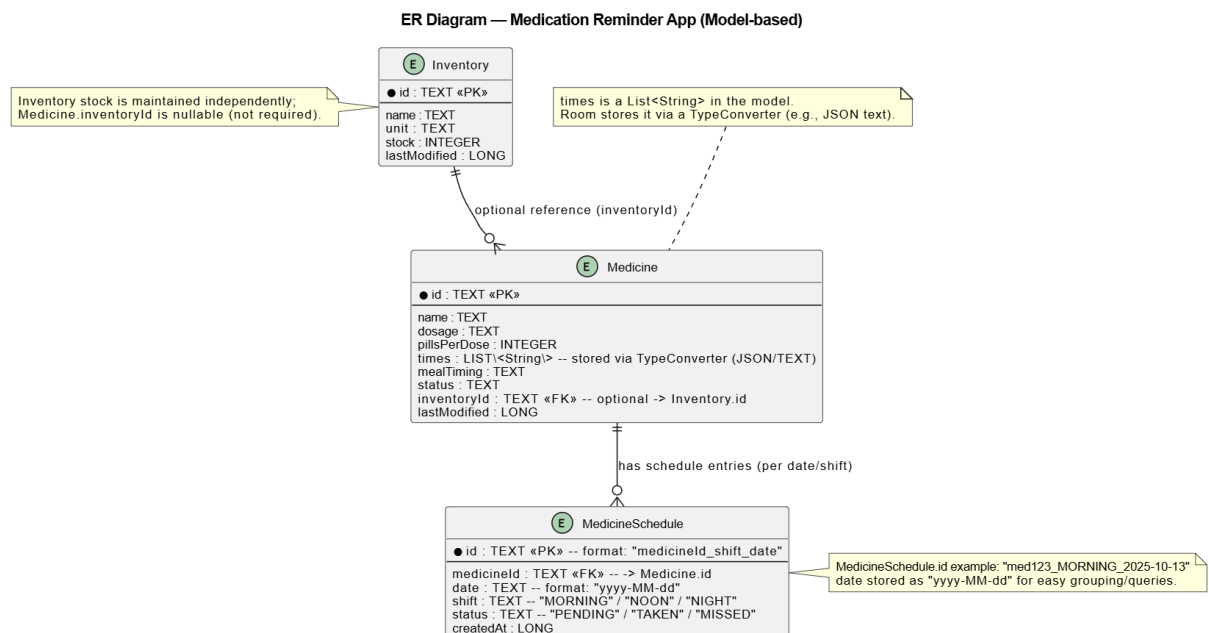 ER Diagram — Medication Reminder App (Model-based)
E Inventory
id : TEXT «PK»
name : TEXT
unit : TEXT
stock : INTEGER
lastModified : LONG
Inventory stock is maintained independently;
Medicine.inventoryId is nullable (not required).
times is a List<String> in the model.
Room stores it via a TypeConverter (e.g., JSON text).
optional reference (inventoryId)
E Medicine
id : TEXT «PK»
name : TEXT
dosage : TEXT
pillsPerDose : INTEGER
times : LIST\<String\> -- stored via TypeConverter (JSON/TEXT)
mealTiming : TEXT
status : TEXT
inventoryId : TEXT «FK» -- optional -> Inventory.id
lastModified : LONG
has schedule entries (per date/shift)
E MedicineSchedule
id : TEXT «PK» -- format: "medicineId_shift_date"
medicineId : TEXT «FK» -- -> Medicine.id
date : TEXT -- format: "yyyy-MM-dd"
shift : TEXT -- "MORNING" / "NOON" / "NIGHT"
status : TEXT -- "PENDING" / "TAKEN" / "MISSED"
createdAt : LONG
MedicineSchedule.id example: "med123_MORNING_2025-10-13"
date stored as "yyyy-MM-dd" for easy grouping/queries.